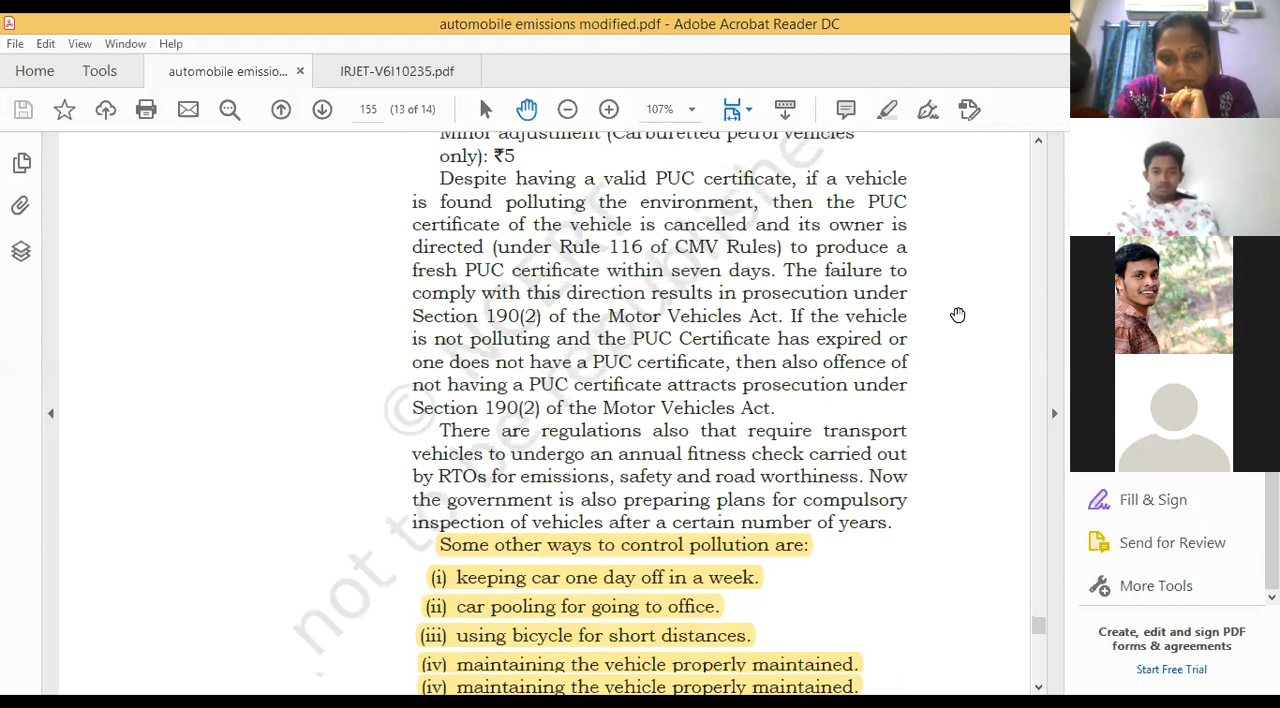 automobile emissions modified.pdf - Adobe Acrobat Reader DC
File Edit View Window Help
Home Tools automobile emissio... × IRJET-V6I10235.pdf
155 (13 of 14) 107%
Minor adjustment (Carburetted petrol vehicles
only): ₹5
Despite having a valid PUC certificate, if a vehicle
is found polluting the environment, then the PUC
certificate of the vehicle is cancelled and its owner is
directed (under Rule 116 of CMV Rules) to produce a
fresh PUC certificate within seven days. The failure to
comply with this direction results in prosecution under
Section 190(2) of the Motor Vehicles Act. If the vehicle
is not polluting and the PUC Certificate has expired or
one does not have a PUC certificate, then also offence of
not having a PUC certificate attracts prosecution under
Section 190(2) of the Motor Vehicles Act.
There are regulations also that require transport
vehicles to undergo an annual fitness check carried out
by RTOs for emissions, safety and road worthiness. Now
the government is also preparing plans for compulsory
inspection of vehicles after a certain number of years.
Some other ways to control pollution are:
(i) keeping car one day off in a week.
(ii) car pooling for going to office.
(iii) using bicycle for short distances.
(iv) maintaining the vehicle properly maintained.
(iv) maintaining the vehicle properly maintained.
© NCERT
not to be republishe
Fill & Sign
Send for Review
More Tools
Create, edit and sign PDF
forms & agreements
Start Free Trial